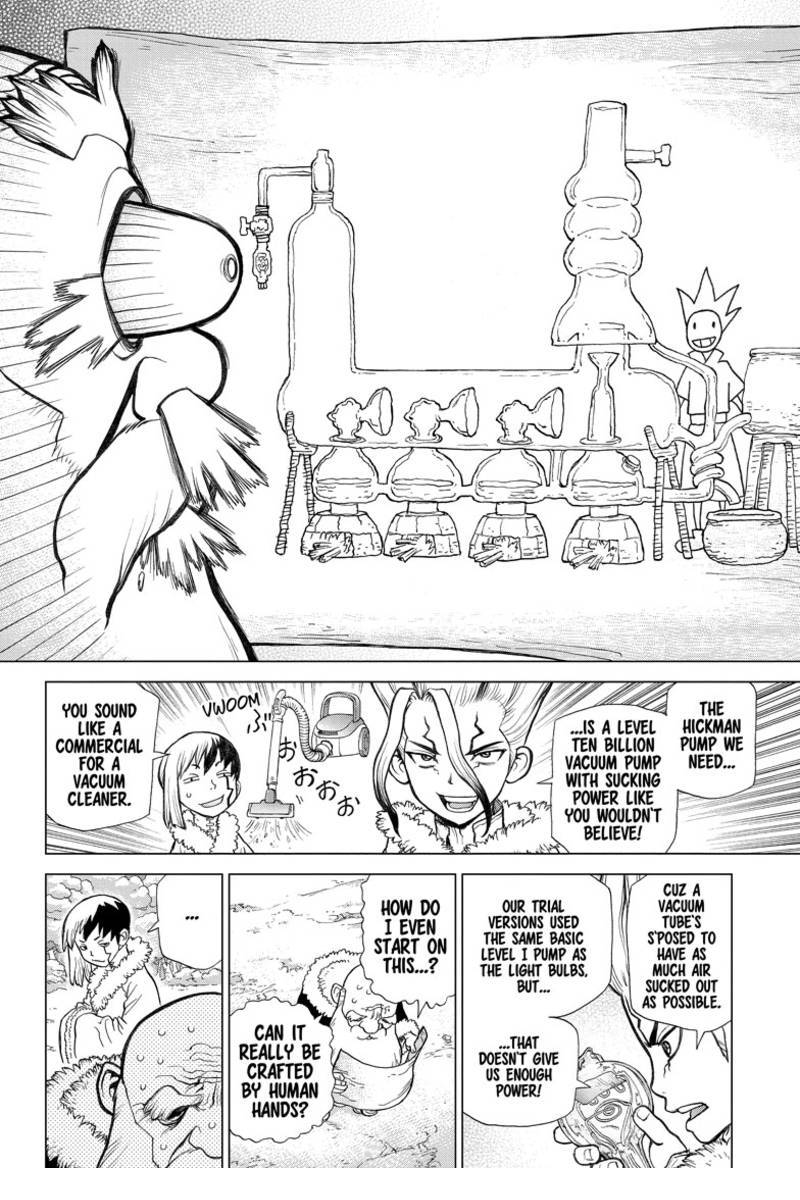 THE
HICKMAN
PUMP WE
NEED...
...IS A LEVEL
TEN BILLION
VACUUM PUMP
WITH SUCKING
POWER LIKE
YOU WOULDN'T
BELIEVE!
VWOOM
ぶおおおお
YOU SOUND
LIKE A
COMMERCIAL
FOR A
VACUUM
CLEANER.
CUZ A
VACUUM
TUBE'S
S'POSED TO
HAVE AS
MUCH AIR
SUCKED OUT
AS POSSIBLE.
OUR TRIAL
VERSIONS USED
THE SAME BASIC
LEVEL 1 PUMP AS
THE LIGHT BULBS,
BUT...
...THAT
DOESN'T GIVE
US ENOUGH
POWER!
HOW DO
I EVEN
START ON
THIS...?
CAN IT
REALLY BE
CRAFTED
BY HUMAN
HANDS?
...